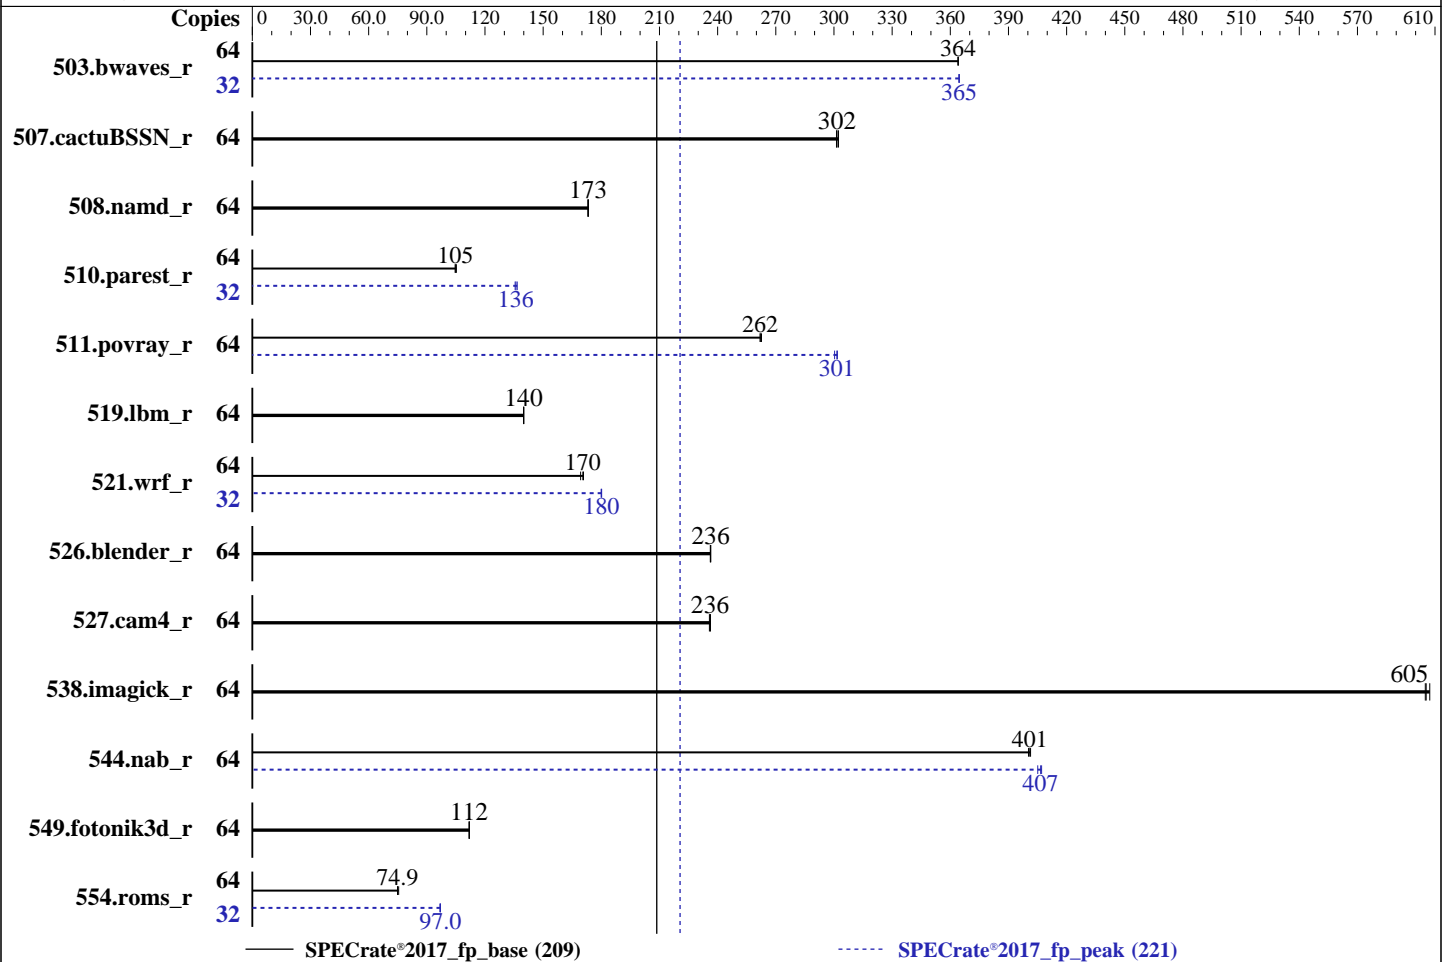 Copies 0 30.0 60.0 90.0 120 150 180 210 240 270 300 330 360 390 420 450 480 510 540 570 610
503.bwaves_r 64 364
32 365
507.cactuBSSN_r 64 302
508.namd_r 64 173
510.parest_r 64 105
32 136
511.povray_r 64 262
301
519.lbm_r 64 140
521.wrf_r 64 170
32 180
526.blender_r 64 236
527.cam4_r 64 236
538.imagick_r 64 605
544.nab_r 64 401
407
549.fotonik3d_r 64 112
554.roms_r 64 74.9
32 97.0
SPECrate®2017_fp_base (209) SPECrate®2017_fp_peak (221)